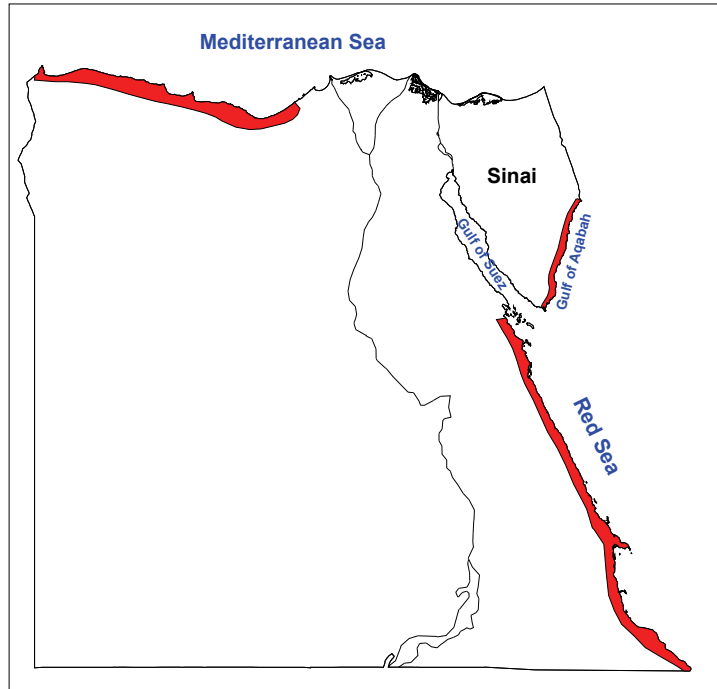 Mediterranean Sea
Sinai
Gulf of Suez
Gulf of Aqabah
Red Sea